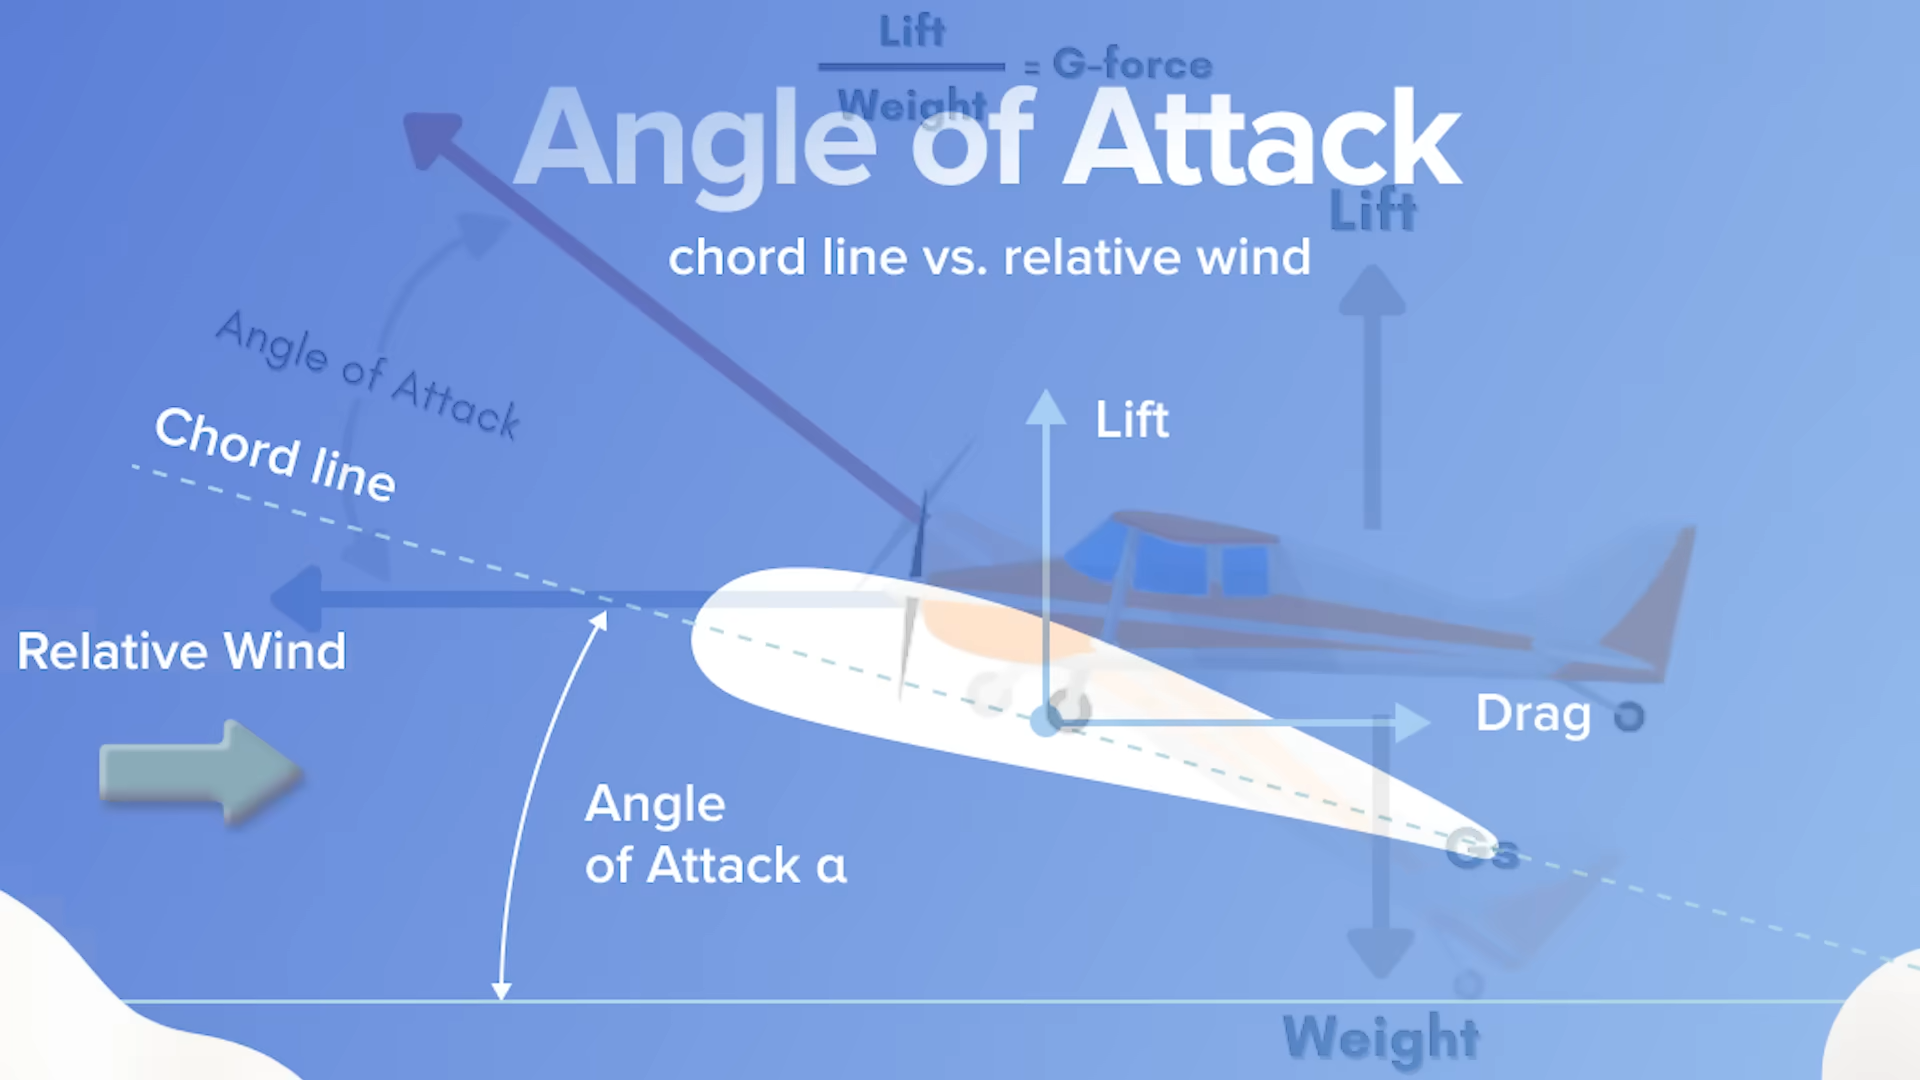 Lift
Weight
= G-force
Angle of Attack
chord line vs. relative wind
Lift
Angle of Attack
Chord line
Lift
Relative Wind
Drag
Angle
of Attack α
Gs
Weight